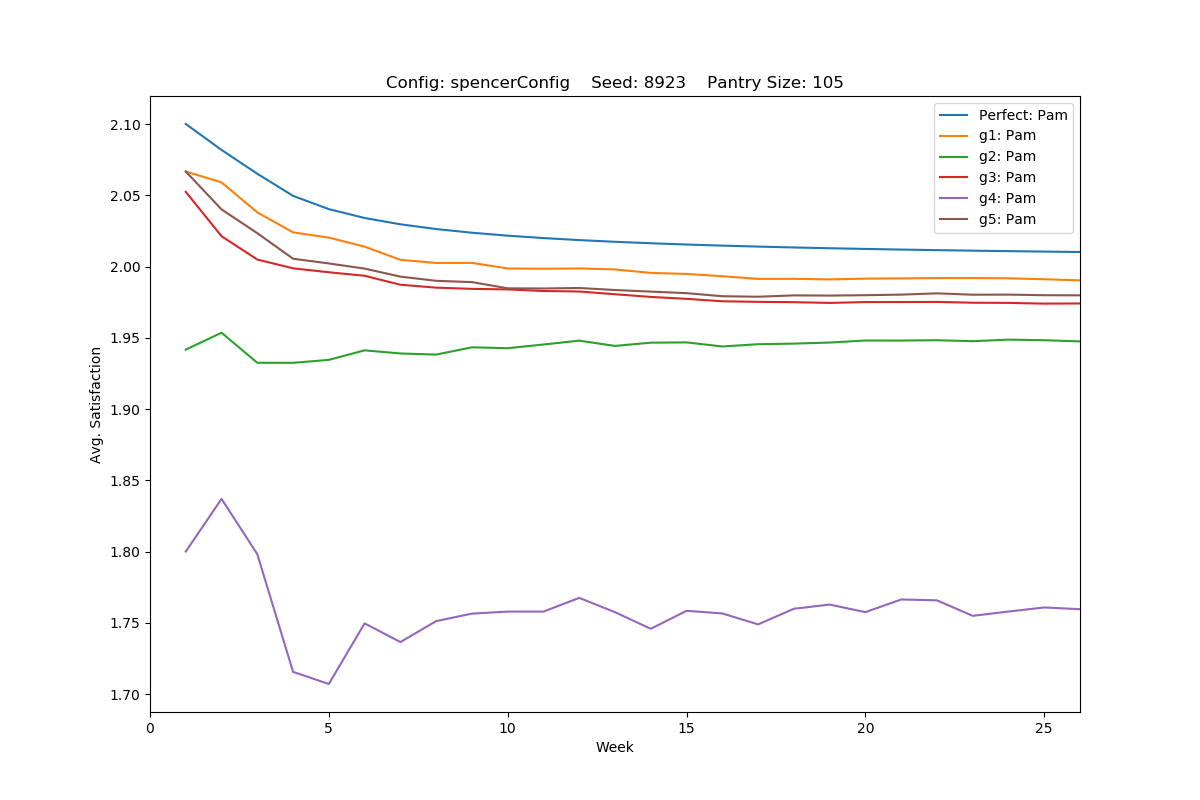 Config: spencerConfig    Seed: 8923    Pantry Size: 105
Perfect: Pam
g1: Pam
g2: Pam
g3: Pam
g4: Pam
g5: Pam
Avg. Satisfaction
2.10
2.05
2.00
1.95
1.90
1.85
1.80
1.75
1.70
0 5 10 15 20 25
Week